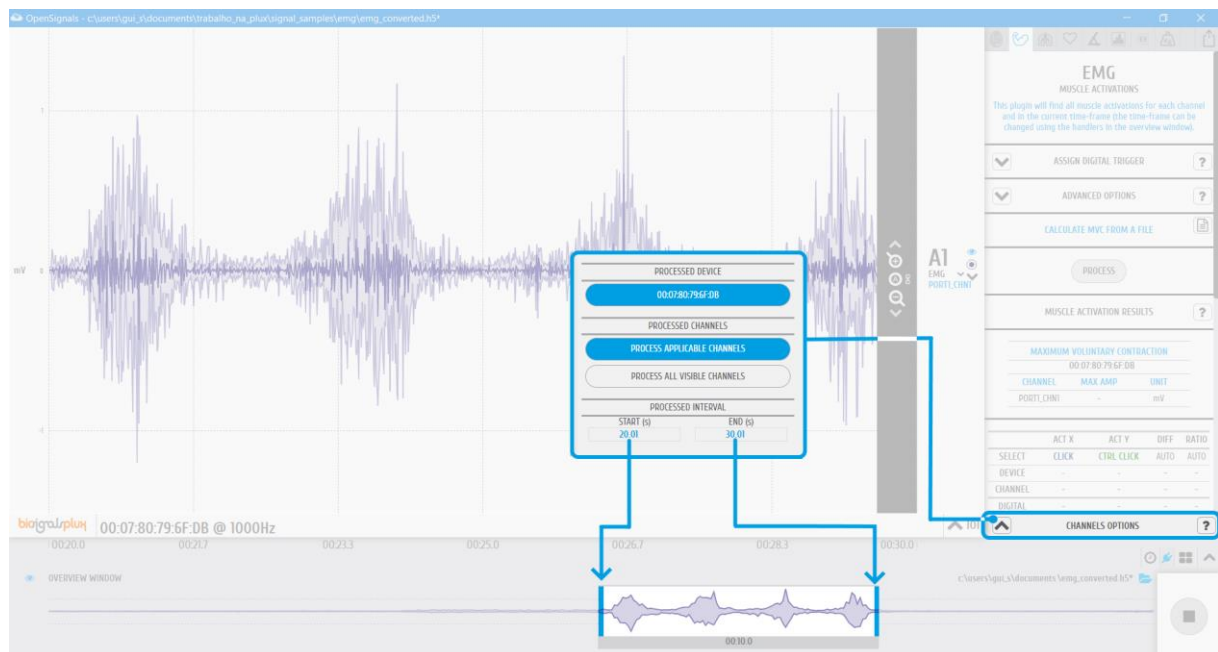 OpenSignals - c:\users\gui_s\documents\trabalho_na_plux\signal_samples\emg\emg_converted.h5*
EMG
MUSCLE ACTIVATIONS
This plugin will find all muscle activations for each channel
and in the current time-frame (the time-frame can be
changed using the handlers in the overview window).
ASSIGN DIGITAL TRIGGER ?
ADVANCED OPTIONS ?
CALCULATE MVC FROM A FILE
PROCESS
MUSCLE ACTIVATION RESULTS ?
MAXIMUM VOLUNTARY CONTRACTION
00:07:80:79:6F:DB
CHANNEL MAX AMP UNIT
PORT1_CHN1 - mV
ACT X ACT Y DIFF RATIO
SELECT CLICK CTRL CLICK AUTO AUTO
DEVICE - - - -
CHANNEL - - - -
DIGITAL - - - -
CHANNELS OPTIONS ?
1
mV 0
-1
A1
EMG
PORT1_CHN1
PROCESSED DEVICE
00:07:80:79:6F:DB
PROCESSED CHANNELS
PROCESS APPLICABLE CHANNELS
PROCESS ALL VISIBLE CHANNELS
PROCESSED INTERVAL
START (s) END (s)
20.01 30.01
biosignalsplux 00:07:80:79:6F:DB @ 1000Hz
00:20.0 00:21.7 00:23.3 00:25.0 00:26.7 00:28.3 00:30.0
OVERVIEW WINDOW
c:\users\gui_s\documents\emg_converted.h5*
00:10.0